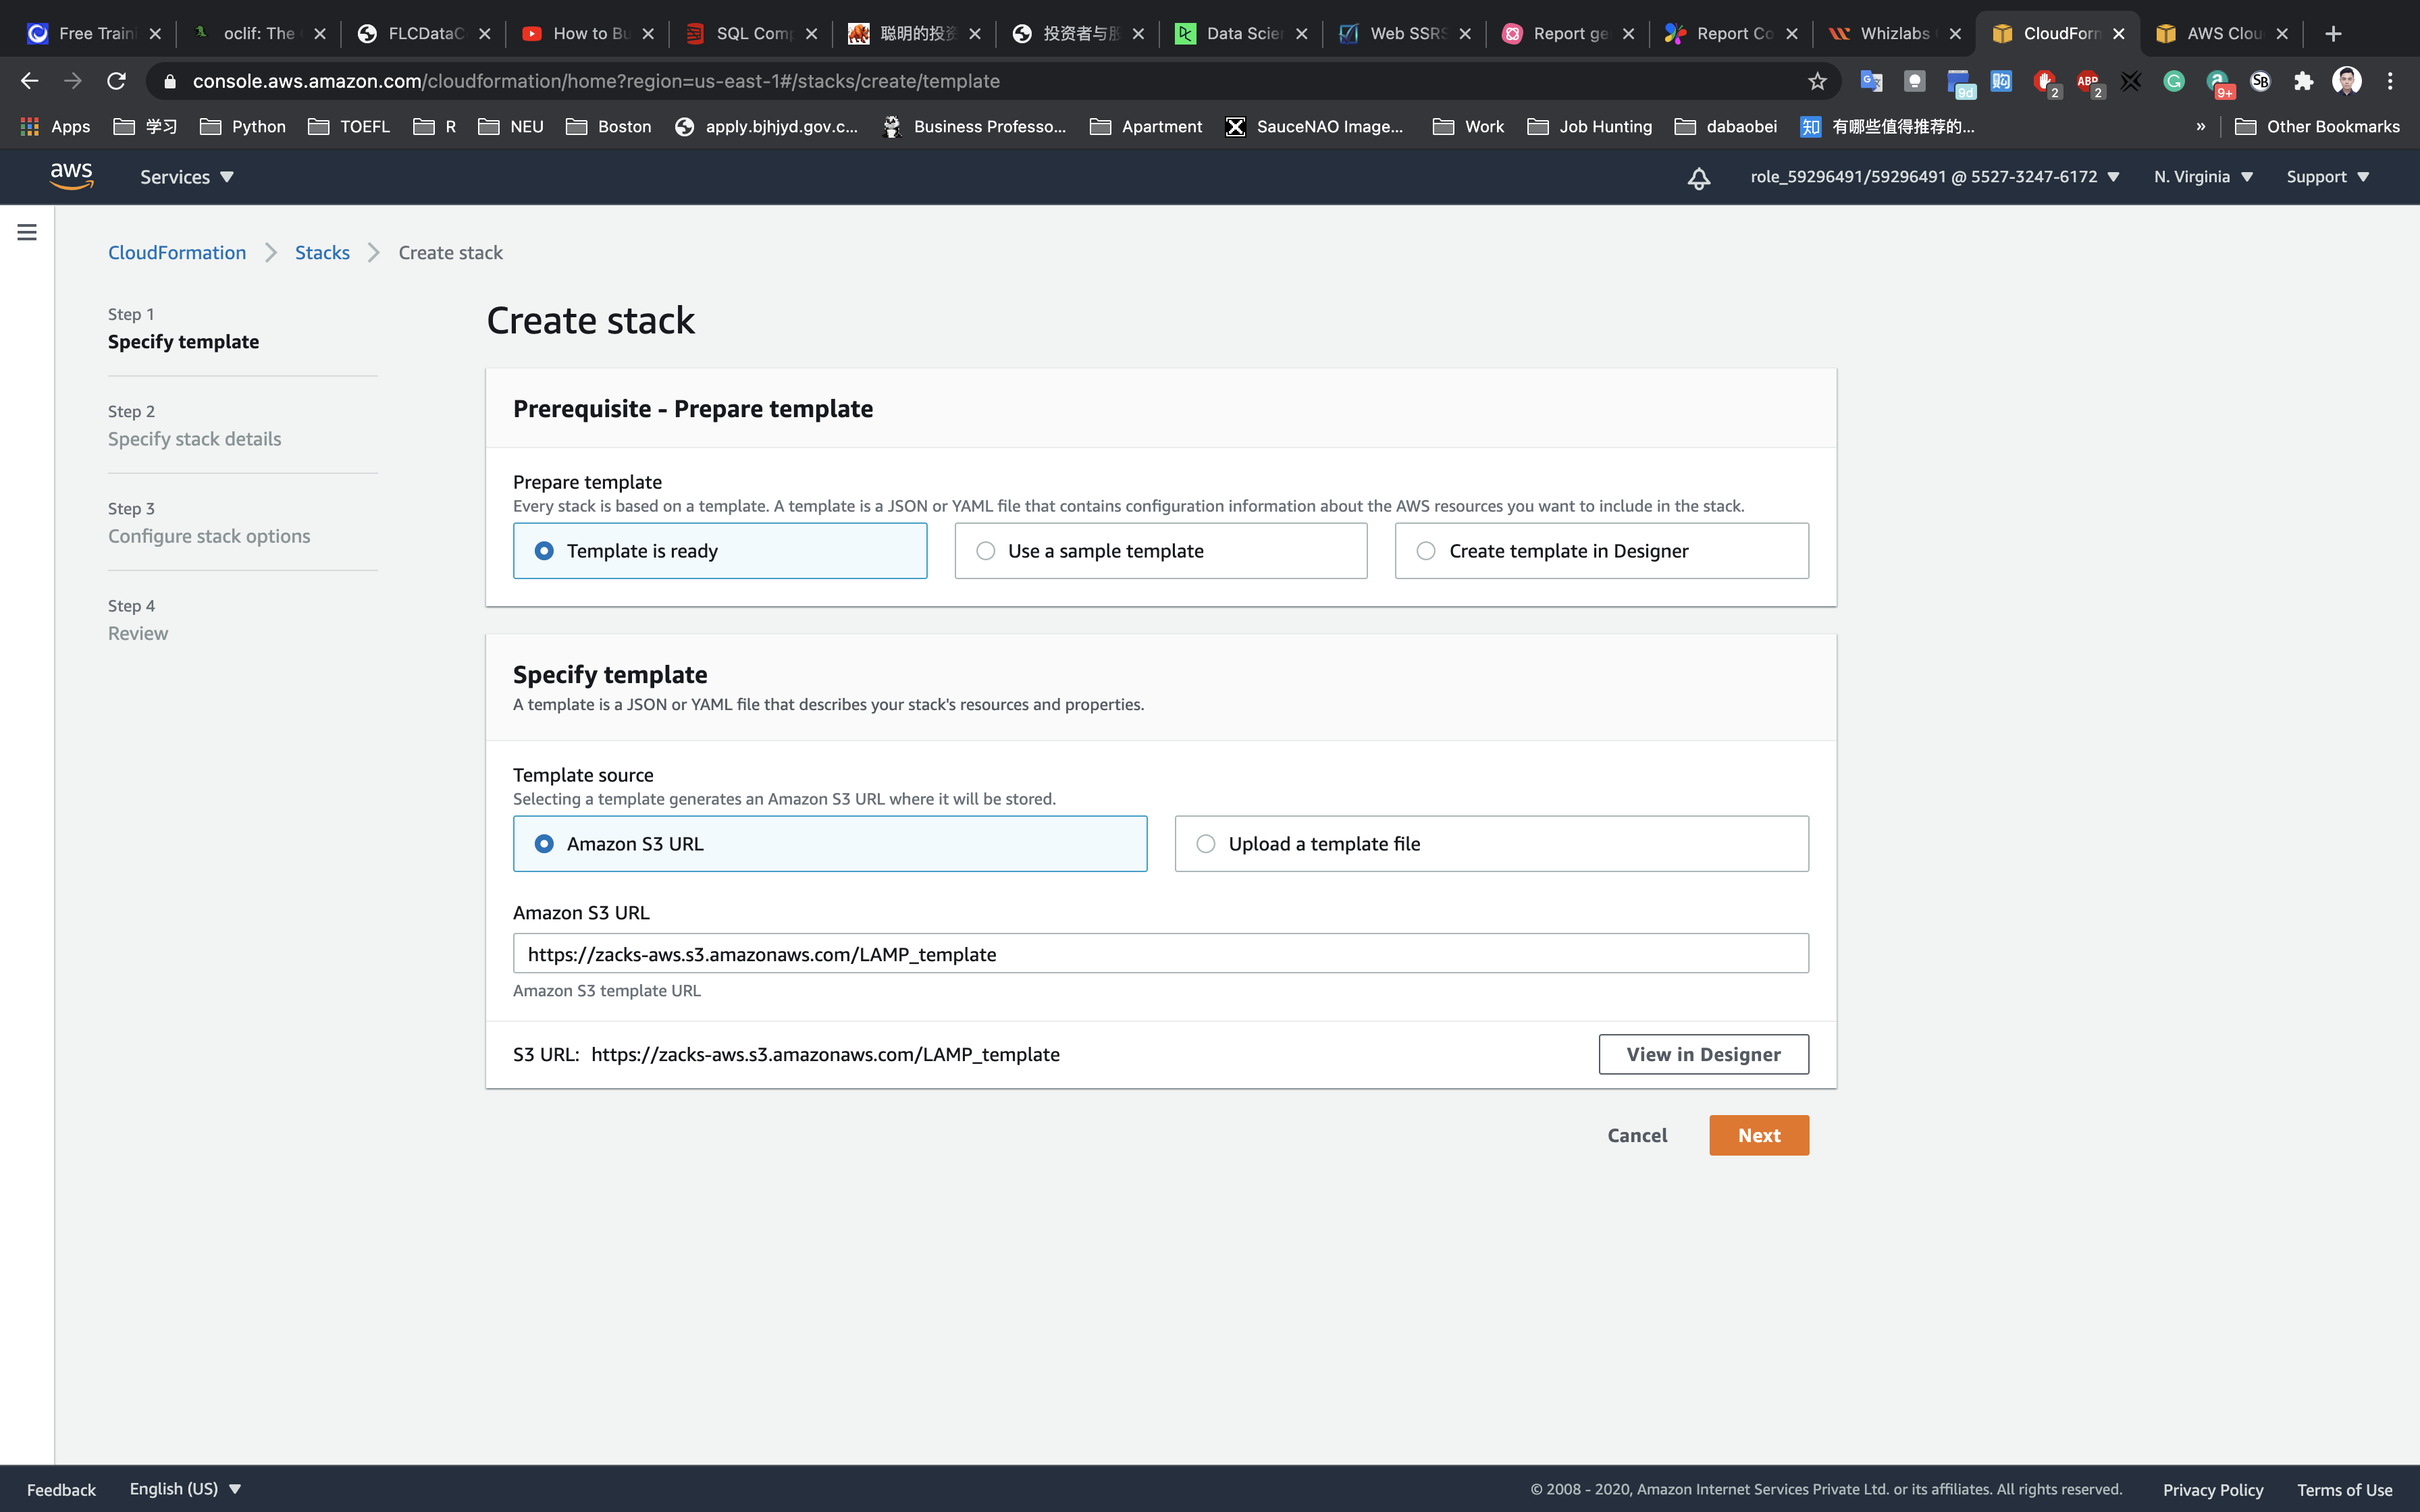 Free Traini
oclif: The
FLCDataC
How to Bu
SQL Comp
聪明的投资
投资者与股
Data Scien
Web SSRS
Report ge
Report Co
Whizlabs
CloudForm
AWS Clou
console.aws.amazon.com/cloudformation/home?region=us-east-1#/stacks/create/template
9d
购
2
ABP
2
9+
SB
Apps
学习
Python
TOEFL
R
NEU
Boston
apply.bjhjyd.gov.c...
Business Professo...
Apartment
SauceNAO Image...
Work
Job Hunting
dabaobei
知 有哪些值得推荐的...
»
Other Bookmarks
aws
Services
role_59296491/59296491 @ 5527-3247-6172
N. Virginia
Support
CloudFormation
Stacks
Create stack
Step 1
Specify template
Step 2
Specify stack details
Step 3
Configure stack options
Step 4
Review
Create stack
Prerequisite - Prepare template
Prepare template
Every stack is based on a template. A template is a JSON or YAML file that contains configuration information about the AWS resources you want to include in the stack.
Template is ready
Use a sample template
Create template in Designer
Specify template
A template is a JSON or YAML file that describes your stack's resources and properties.
Template source
Selecting a template generates an Amazon S3 URL where it will be stored.
Amazon S3 URL
Upload a template file
Amazon S3 URL
https://zacks-aws.s3.amazonaws.com/LAMP_template
Amazon S3 template URL
S3 URL: https://zacks-aws.s3.amazonaws.com/LAMP_template
View in Designer
Cancel
Next
Feedback
English (US)
© 2008 - 2020, Amazon Internet Services Private Ltd. or its affiliates. All rights reserved.
Privacy Policy
Terms of Use